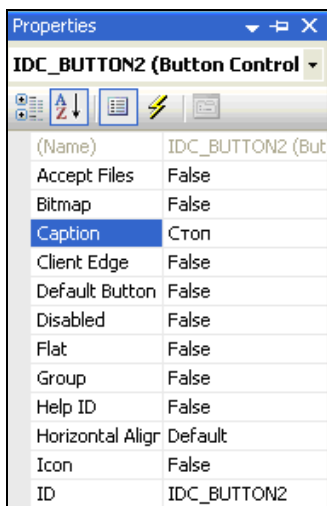 Properties
IDC_BUTTON2 (Button Control
(Name) IDC_BUTTON2 (But
Accept Files False
Bitmap False
Caption Стоп
Client Edge False
Default Button False
Disabled False
Flat False
Group False
Help ID False
Horizontal Aligr Default
Icon False
ID IDC_BUTTON2